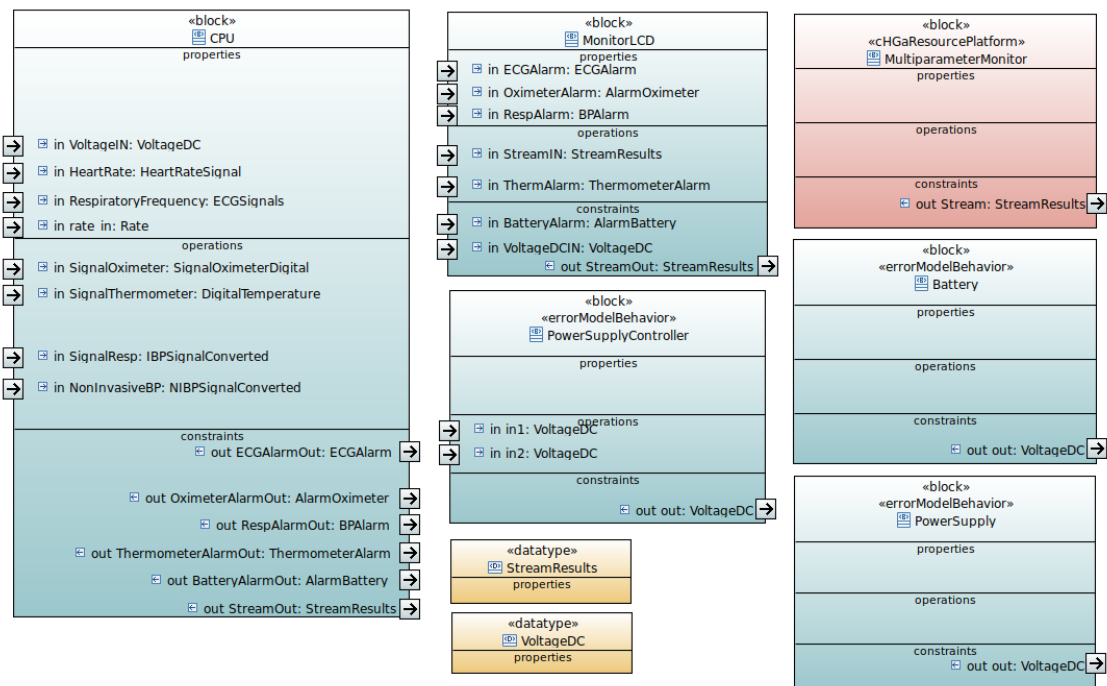 «block»
CPU
properties
in VoltageIN: VoltageDC
in HeartRate: HeartRateSignal
in RespiratoryFrequency: ECGSignals
in rate in: Rate
operations
in SignalOximeter: SignalOximeterDigital
in SignalThermometer: DigitalTemperature
in SignalResp: IBPSignalConverted
in NonInvasiveBP: NIBPSignalConverted
constraints
out ECGAlarmOut: ECGAlarm
out OximeterAlarmOut: AlarmOximeter
out RespAlarmOut: BPAlarm
out ThermometerAlarmOut: ThermometerAlarm
out BatteryAlarmOut: AlarmBattery
out StreamOut: StreamResults
«block»
MonitorLCD
properties
in ECGAlarm: ECGAlarm
in OximeterAlarm: AlarmOximeter
in RespAlarm: BPAlarm
operations
in StreamIN: StreamResults
in ThermAlarm: ThermometerAlarm
constraints
in BatteryAlarm: AlarmBattery
in VoltageDCIN: VoltageDC
out StreamOut: StreamResults
«block»
«errorModelBehavior»
PowerSupplyController
properties
operations
in in1: VoltageDC
in in2: VoltageDC
constraints
out out: VoltageDC
«datatype»
StreamResults
properties
«datatype»
VoltageDC
properties
«block»
«cHGaResourcePlatform»
MultiparameterMonitor
properties
operations
constraints
out Stream: StreamResults
«block»
«errorModelBehavior»
Battery
properties
operations
constraints
out out: VoltageDC
«block»
«errorModelBehavior»
PowerSupply
properties
operations
constraints
out out: VoltageDC